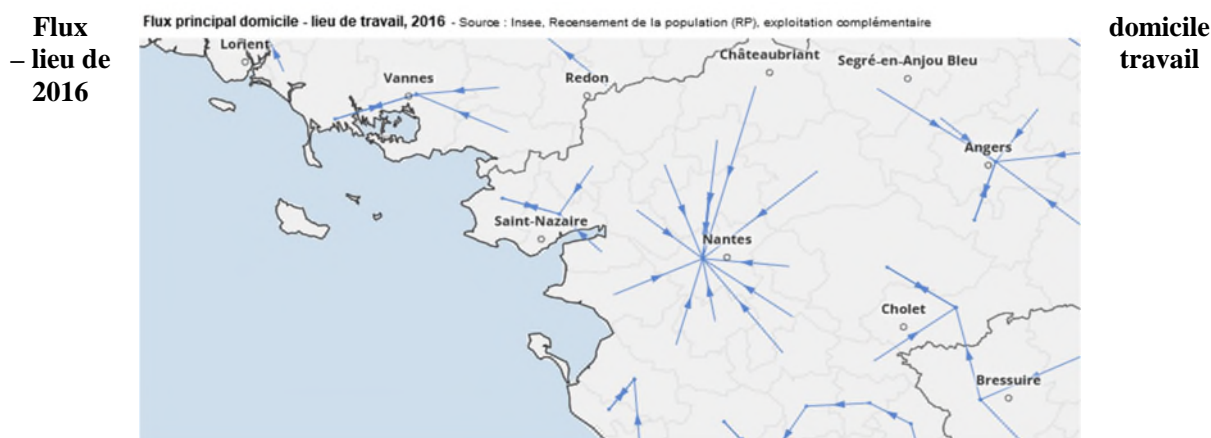 Flux domicile
– lieu de travail
2016
Flux principal domicile - lieu de travail, 2016 - Source : Insee, Recensement de la population (RP), exploitation complémentaire
Lorient
Vannes
Redon
Châteaubriant
Segré-en-Anjou Bleu
Angers
Saint-Nazaire
Nantes
Cholet
Bressuire